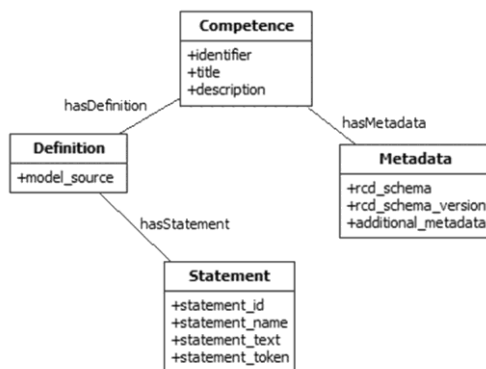 Competence
+identifier
+title
+description
hasDefinition
hasMetadata
Definition
+model_source
Metadata
+rcd_schema
+rcd_schema_version
+additional_metadata
hasStatement
Statement
+statement_id
+statement_name
+statement_text
+statement_token